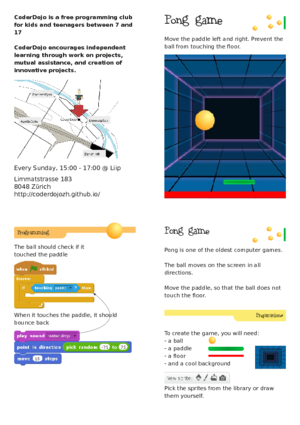 CoderDojo is a free programming club
for kids and teenagers between 7 and
17
CoderDojo encourages independent
learning through work on projects,
mutual assistance, and creation of
innovative projects.
Every Sunday, 15:00 - 17:00 @ Liip
Limmatstrasse 183
8048 Zürich
http://coderdojozh.github.io/
Pong game
Move the paddle left and right. Prevent the
ball from touching the floor.
Programming
The ball should check if it
touched the paddle
when clicked
forever
if touching then
When it touches the paddle, it should
bounce back
play sound
point in direction pick random to
move steps
Pong game
Pong is one of the oldest computer games.
The ball moves on the screen in all
directions.
Move the paddle, so that the ball does not
touch the floor.
To create the game, you will need:
- a ball
- a paddle
- a floor
- and a cool background
New sprite:
Pick the sprites from the library or draw
them yourself.